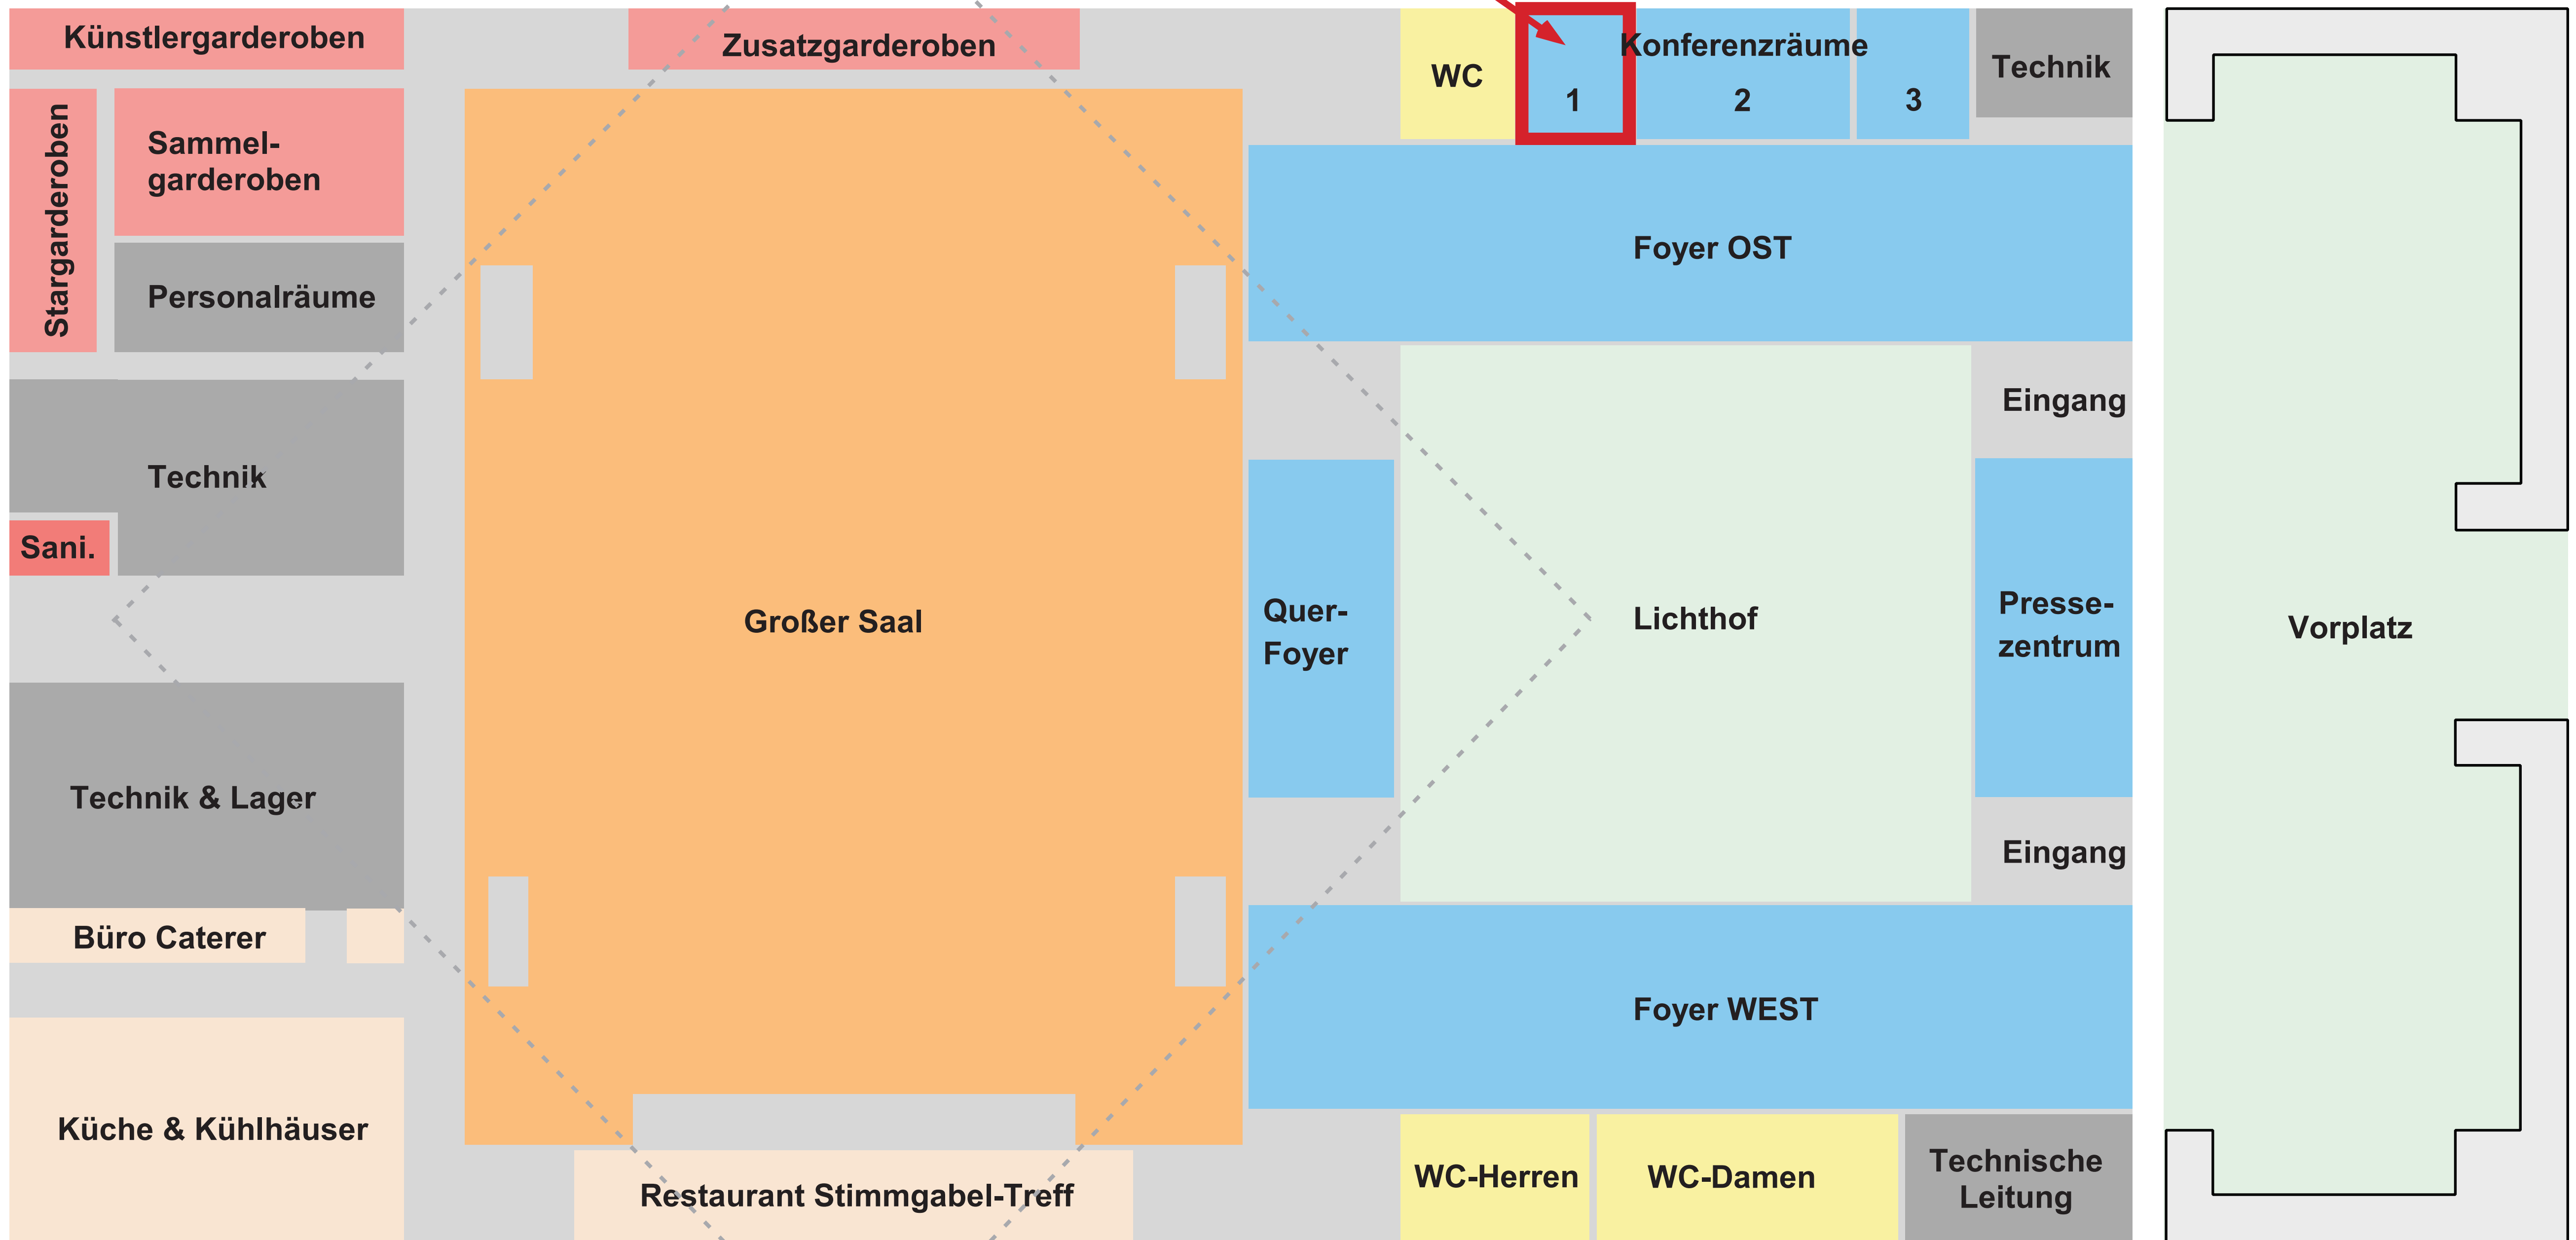 Künstlergarderoben
Zusatzgarderoben
Konferenzräume
WC
1
2
3
Technik
Stargarderoben
Sammel-
garderoben
Personalräume
Foyer OST
Eingang
Technik
Sani.
Großer Saal
Quer-
Foyer
Lichthof
Presse-
zentrum
Vorplatz
Technik & Lager
Eingang
Büro Caterer
Foyer WEST
Küche & Kühlhäuser
Restaurant Stimmgabel-Treff
WC-Herren
WC-Damen
Technische
Leitung